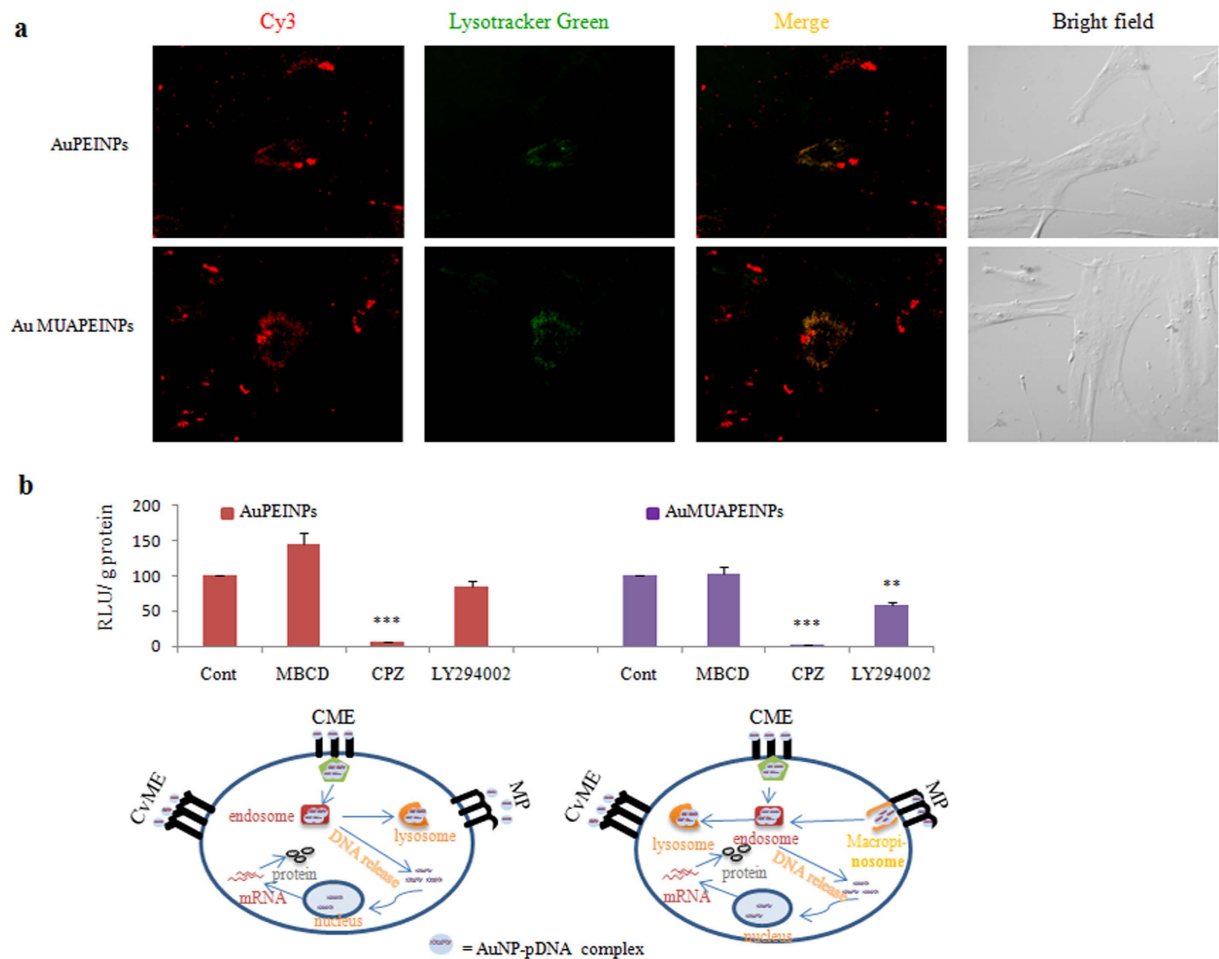 a
Cy3
Lysotracker Green
Merge
Bright field
AuPEINPs
Au MUAPEINPs
b
RLU/ g protein
200
150
100
50
0
AuPEINPs
***
Cont
MBCD
CPZ
LY294002
AuMUAPEINPs
***
**
Cont
MBCD
CPZ
LY294002
CME
CvME
MP
endosome
lysosome
DNA release
protein
mRNA
nucleus
CME
CvME
MP
lysosome
endosome
Macropi-
nosome
DNA release
protein
mRNA
nucleus
= AuNP-pDNA complex